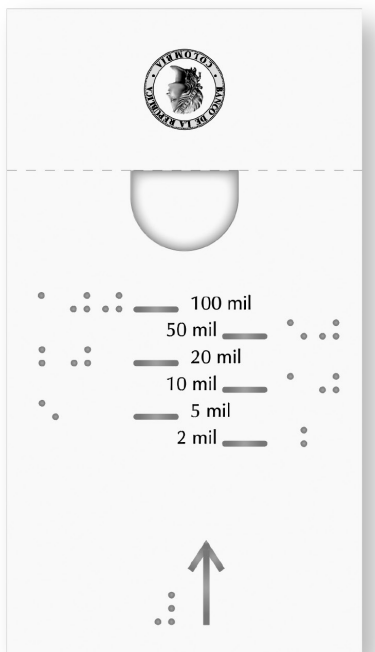 BANCO DE LA REPUBLICA
· COLOMBIA ·
⠁⠚⠚ 100 mil
50 mil ⠑⠚
⠃⠚ 20 mil
10 mil ⠁⠚
⠑ 5 mil
2 mil ⠃
⠼